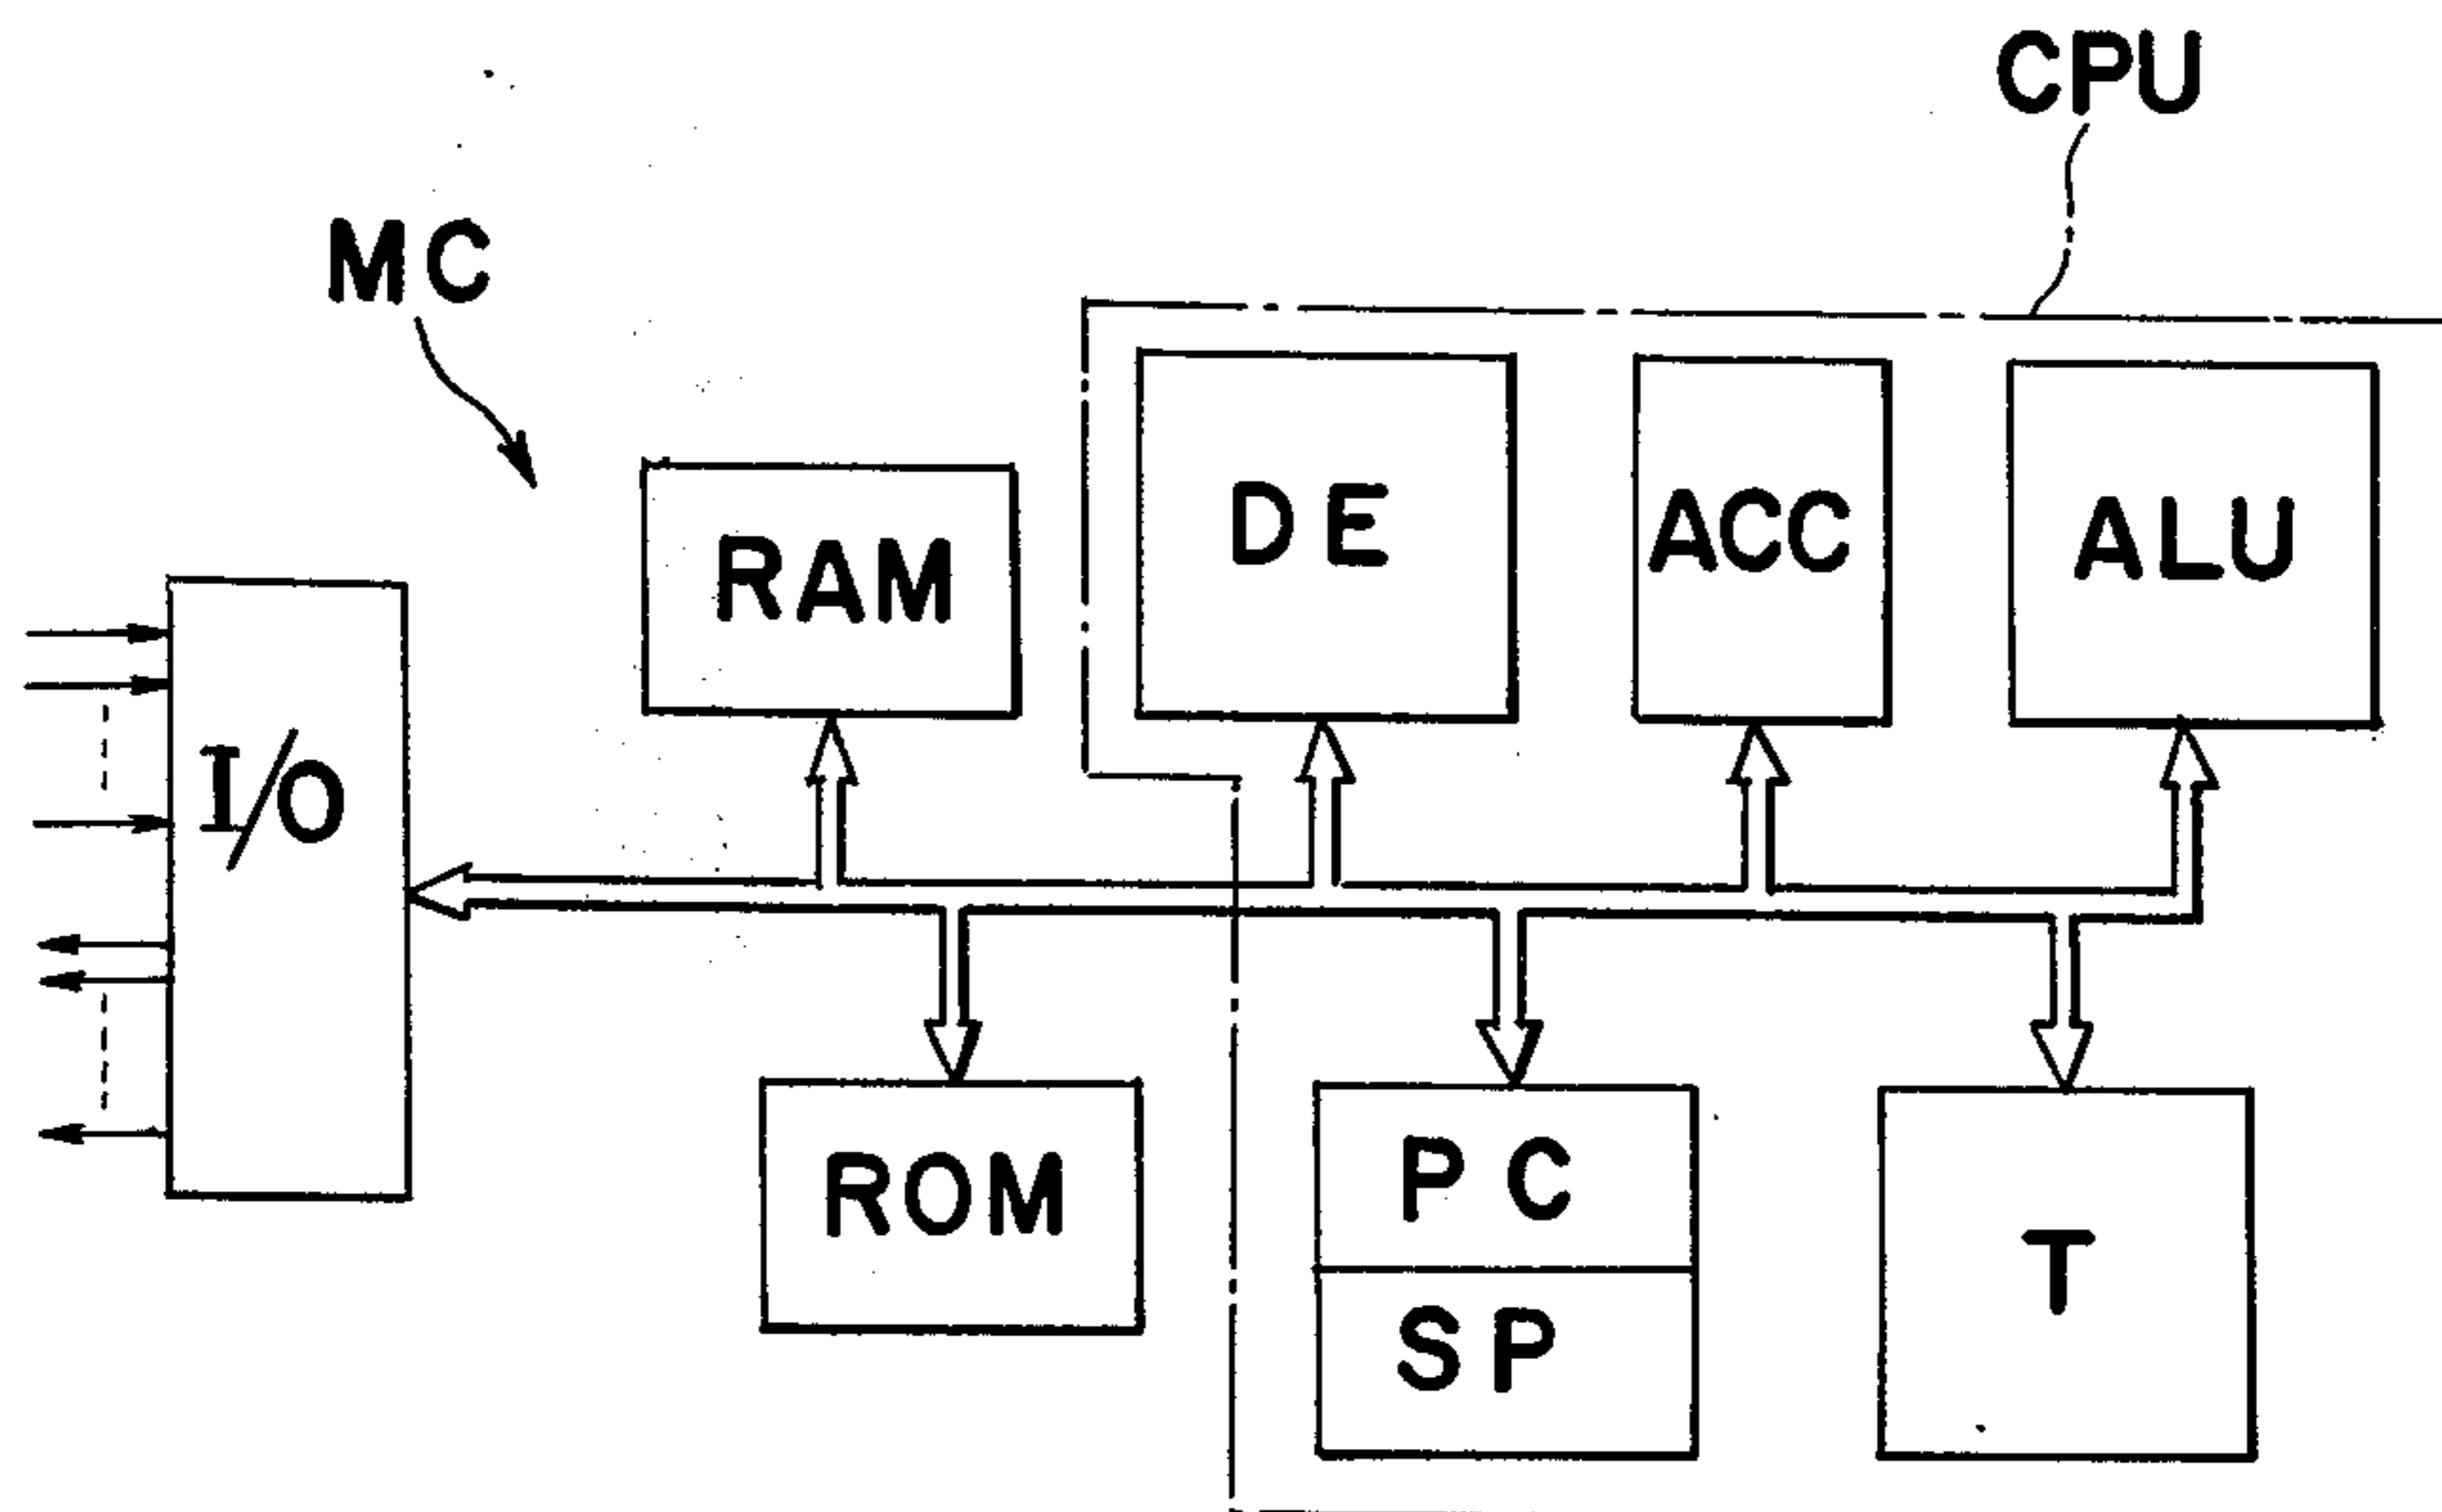 CPU
MC
RAM
DE
ACC
ALU
I/O
ROM
PC
SP
T